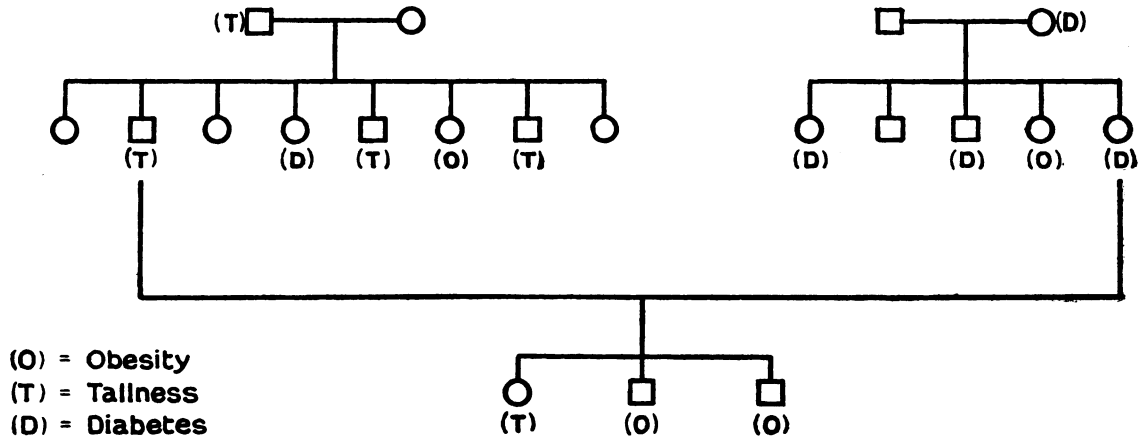 (T) (D)
(T) (D) (T) (O) (T) (D) (D) (O) (D)
(O) = Obesity
(T) = Tallness
(D) = Diabetes
(T) (O) (O)